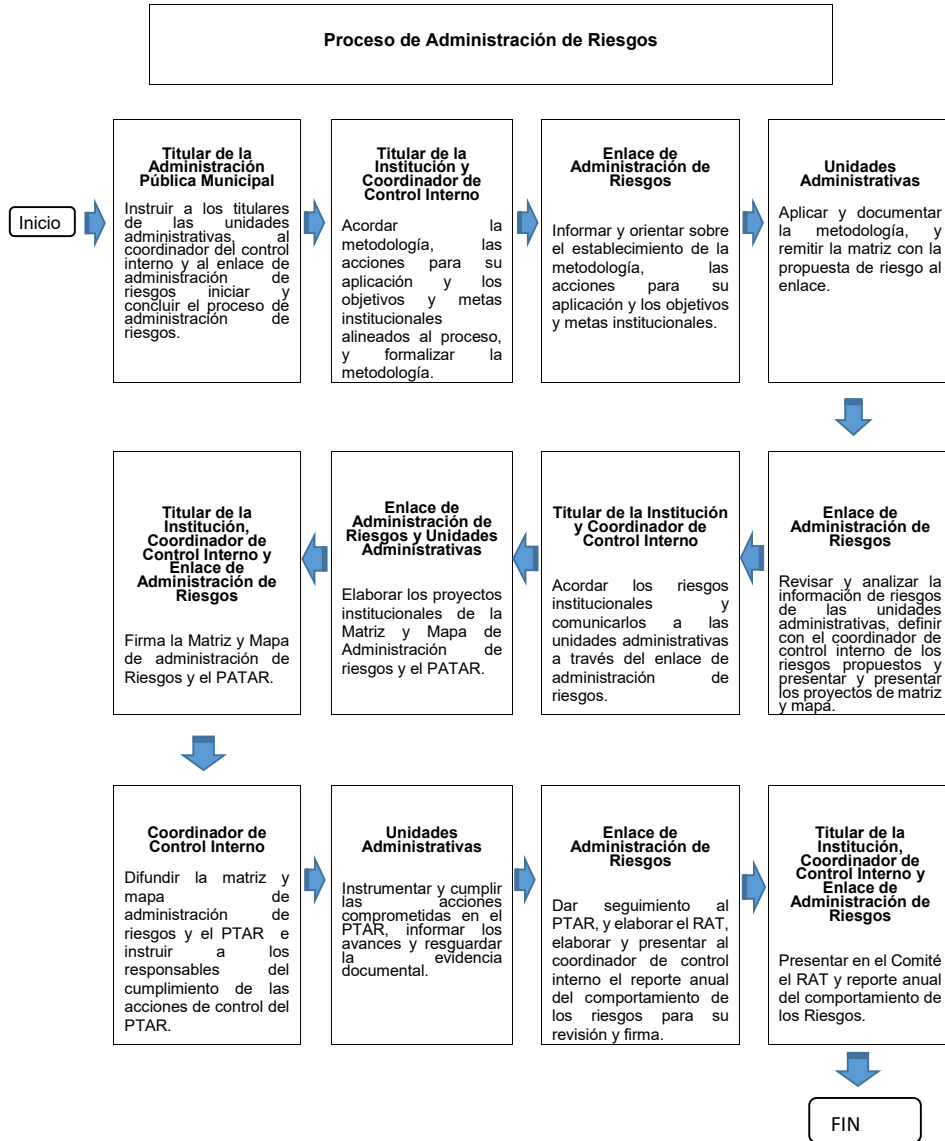 Proceso de Administración de Riesgos
Inicio
Titular de la
Administración
Pública Municipal
Instruir a los titulares
de las unidades
administrativas, al
coordinador del control
interno y al enlace de
administración de
riesgos iniciar y
concluir el proceso de
administración de
riesgos.
Titular de la
Institución y
Coordinador de
Control Interno
Acordar la
metodología, las
acciones para su
aplicación y los
objetivos y metas
institucionales
alineados al proceso,
y formalizar la
metodología.
Enlace de
Administración de
Riesgos
Informar y orientar sobre
el establecimiento de la
metodología, las
acciones para su
aplicación y los objetivos
y metas institucionales.
Unidades
Administrativas
Aplicar y documentar
la metodología, y
remitir la matriz con la
propuesta de riesgo al
enlace.
Enlace de
Administración de
Riesgos
Revisar y analizar la
información de riesgos
de las unidades
administrativas, definir
con el coordinador de
control interno de los
riesgos propuestos y
presentar y presentar
los proyectos de matriz
y mapa.
Titular de la Institución
y Coordinador de
Control Interno
Acordar los riesgos
institucionales y
comunicarlos a las
unidades administrativas
a través del enlace de
administración de
riesgos.
Enlace de
Administración de
Riesgos y Unidades
Administrativas
Elaborar los proyectos
institucionales de la
Matriz y Mapa de
Administración de
riesgos y el PATAR.
Titular de la
Institución,
Coordinador de
Control Interno y
Enlace de
Administración de
Riesgos
Firma la Matriz y Mapa
de administración de
Riesgos y el PATAR.
Coordinador de
Control Interno
Difundir la matriz y
mapa de
administración de
riesgos y el PTAR e
instruir a los
responsables del
cumplimiento de las
acciones de control del
PTAR.
Unidades
Administrativas
Instrumentar y cumplir
las acciones
comprometidas en el
PTAR, informar los
avances y resguardar
la evidencia
documental.
Enlace de
Administración de
Riesgos
Dar seguimiento al
PTAR, y elaborar el RAT,
elaborar y presentar al
coordinador de control
interno el reporte anual
del comportamiento de
los riesgos para su
revisión y firma.
Titular de la
Institución,
Coordinador de
Control Interno y
Enlace de
Administración de
Riesgos
Presentar en el Comité
el RAT y reporte anual
del comportamiento de
los Riesgos.
FIN